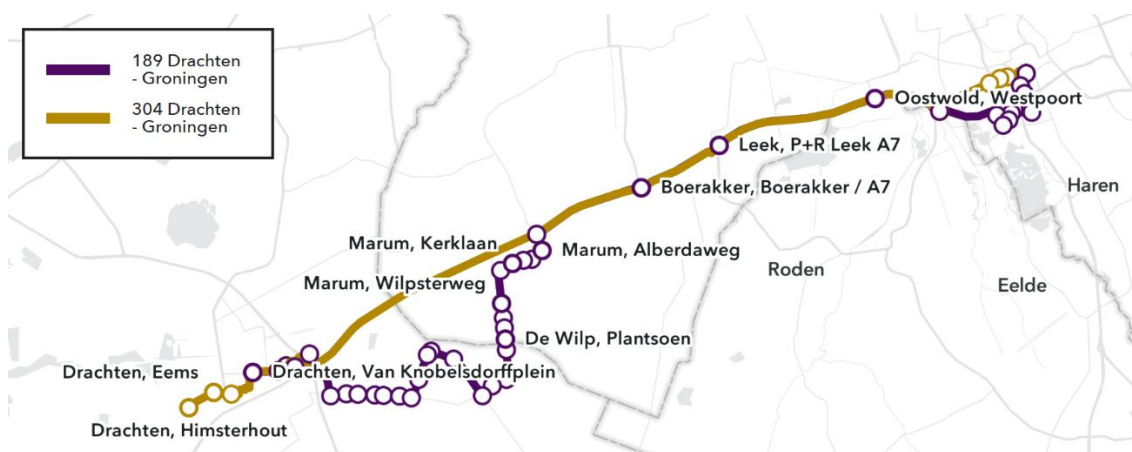 189 Drachten
- Groningen
304 Drachten
- Groningen
Oostwold, Westpoort
Leek, P+R Leek A7
Boerakker, Boerakker / A7
Haren
Marum, Kerklaan
Marum, Alberdaweg
Roden
Marum, Wilpsterweg
Eelde
De Wilp, Plantsoen
Drachten, Eems
Drachten, Van Knobelsdorffplein
Drachten, Himsterhout